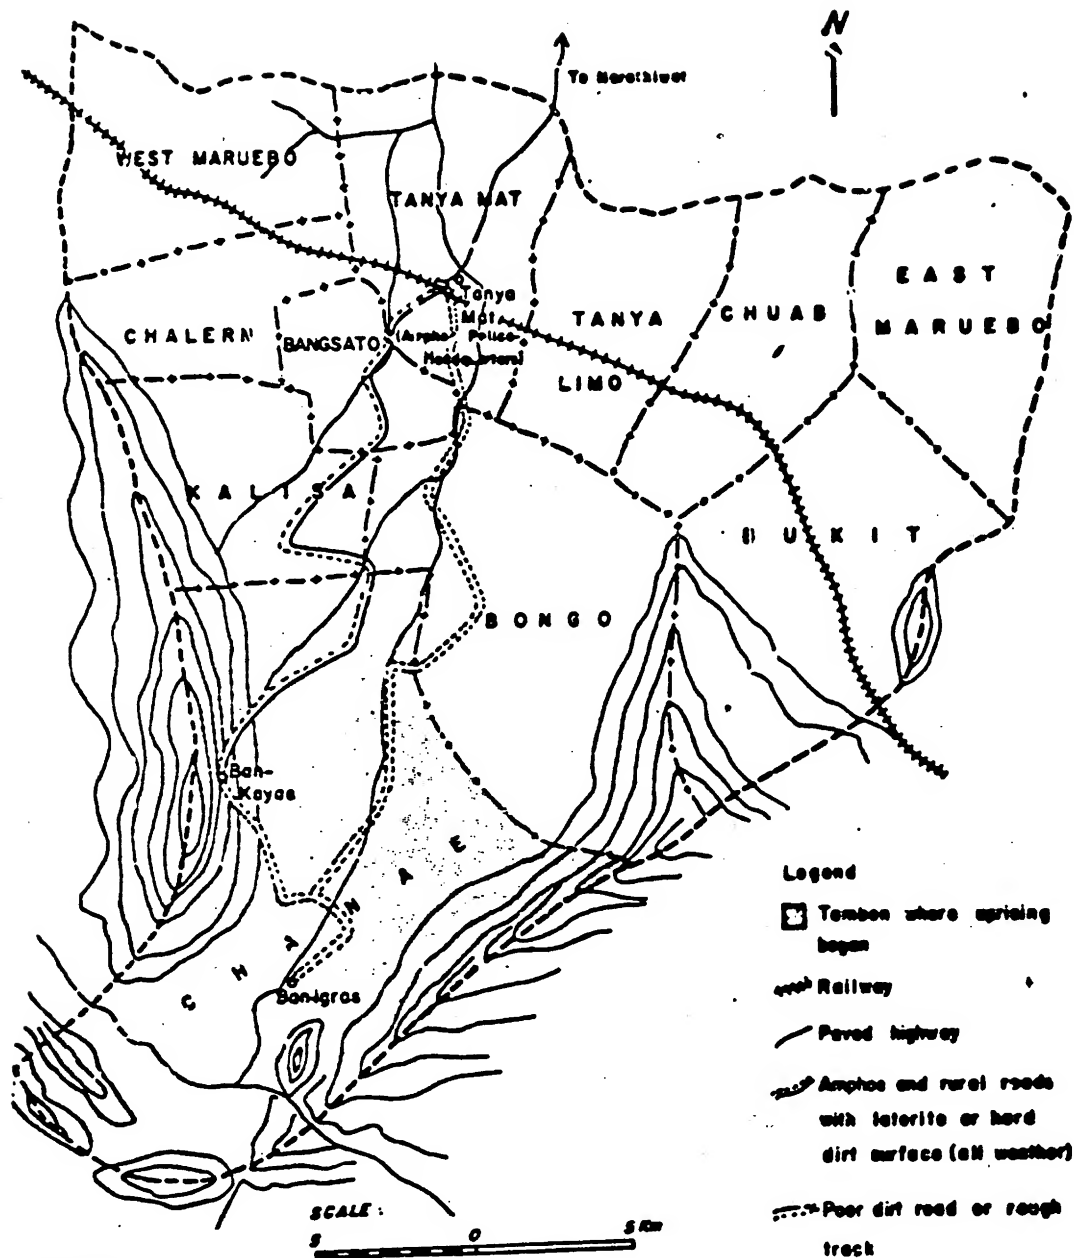 N
To Narathiwat
WEST MARUEBO
TANYA MAT
EAST
MARUEBO
CHUAB
TANYA
LIMO
CHALERN
BANGSATO
Tanya
Mat
(Ampho Police
Headquarters)
KALISA
BUKIT
BONGO
Ban-
Kayae
CHVNAE
Ban Igras
Legend
Tambon where uprising
began
Railway
Paved highway
Amphoe and rural roads
with laterite or hard
dirt surface (all weather)
Poor dirt road or rough
track
SCALE :
5 0 5 Km